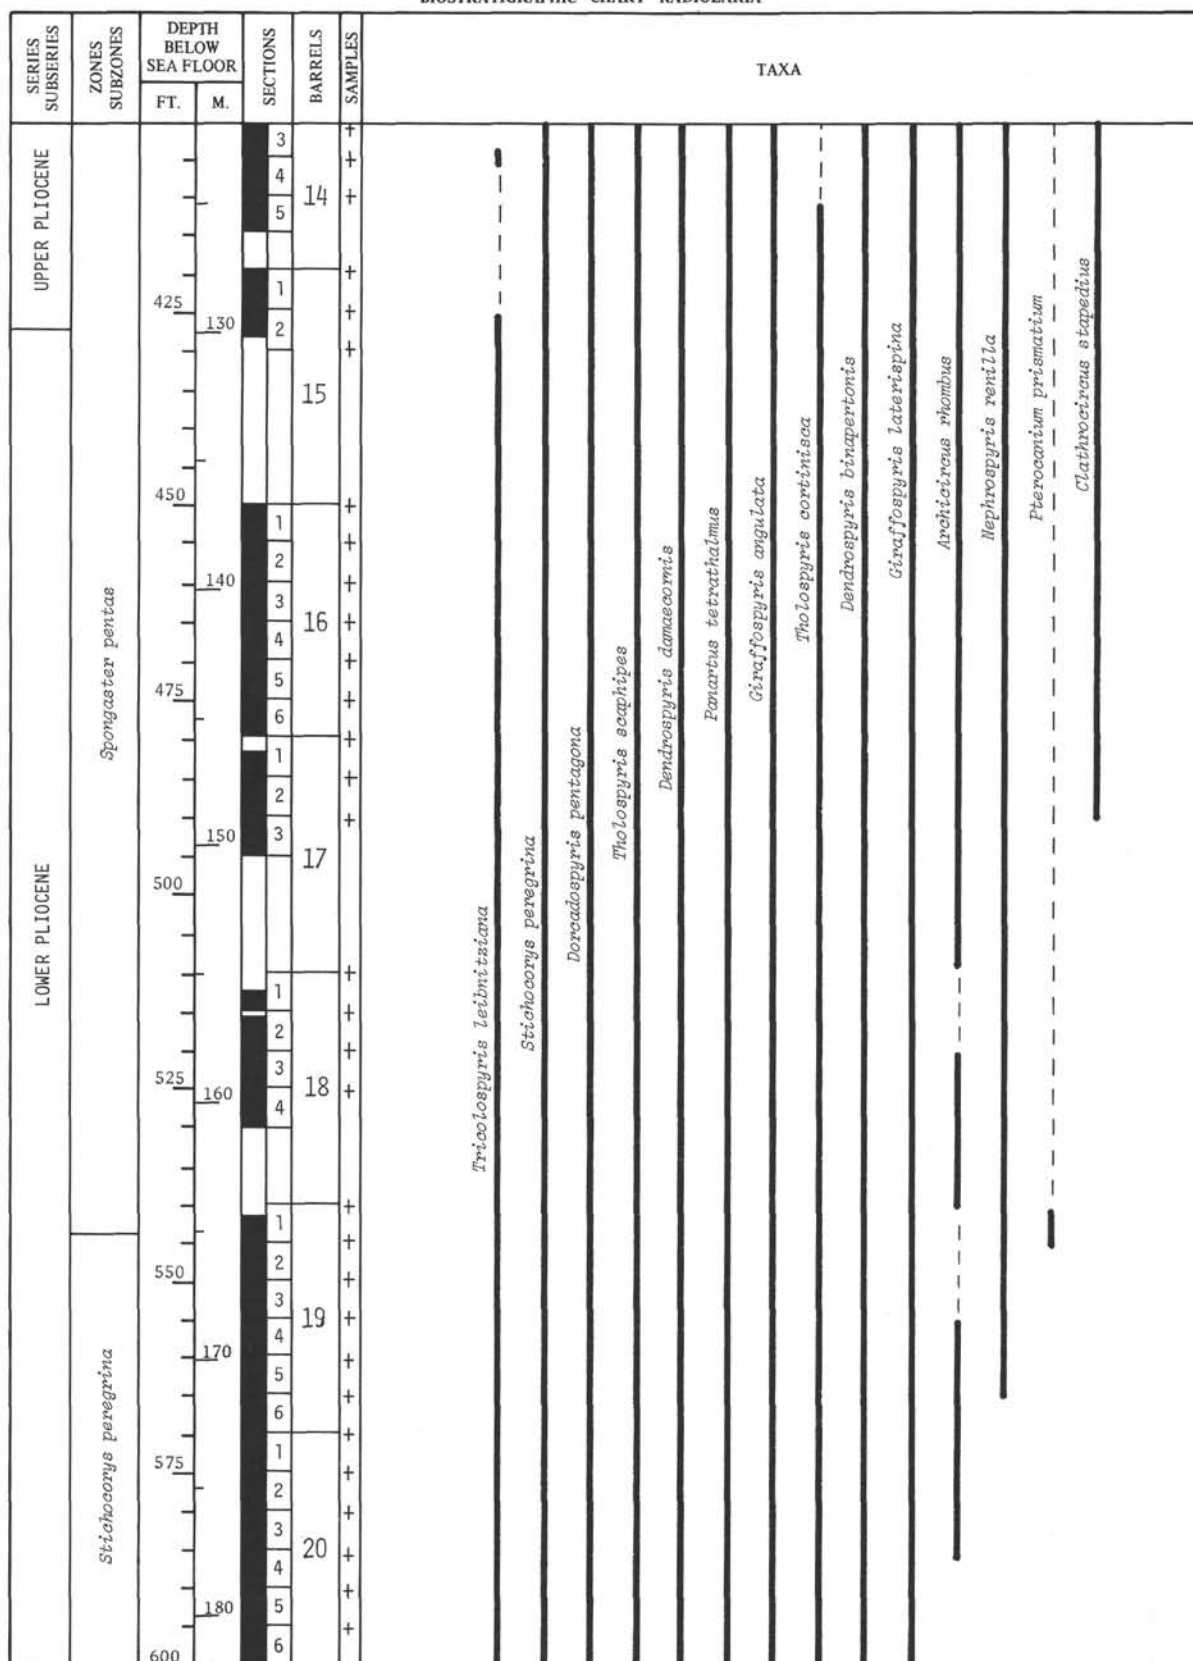 BIOSTRATIGRAPHIC CHART RADIOLARIA
SERIES
SUBSERIES
ZONES
SUBZONES
DEPTH
BELOW
SEA FLOOR
FT.
M.
SECTIONS
BARRELS
SAMPLES
TAXA
UPPER PLIOCENE
LOWER PLIOCENE
Spongaster pentas
Stichocorys peregrina
425
450
475
500
525
550
575
600
130
140
150
160
170
180
3
4
5
14
1
2
15
1
2
3
4
5
6
16
1
2
3
17
1
2
3
4
18
1
2
3
4
5
6
19
1
2
3
4
5
6
20
Tricolospyris leibnitziana
Stichocorys peregrina
Dorcadospyris pentagona
Tholospyris scaphipes
Dendrospyris damaecornis
Panartus tetrathalmus
Giraffospyris angulata
Tholospyris cortinisca
Dendrospyris binapertonis
Giraffospyris laterispina
Archicircus rhombus
Nephrospyris renilla
Pterocanium prismatium
Clathrocircus stapedius